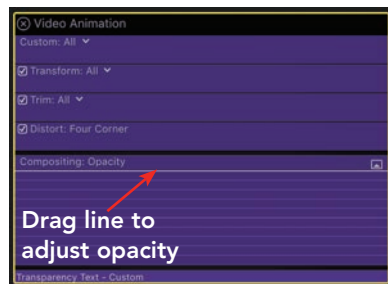 Video Animation
Custom: All
Transform: All
Trim: All
Distort: Four Corner
Compositing: Opacity
Drag line to
adjust opacity
Transparency Text - Custom